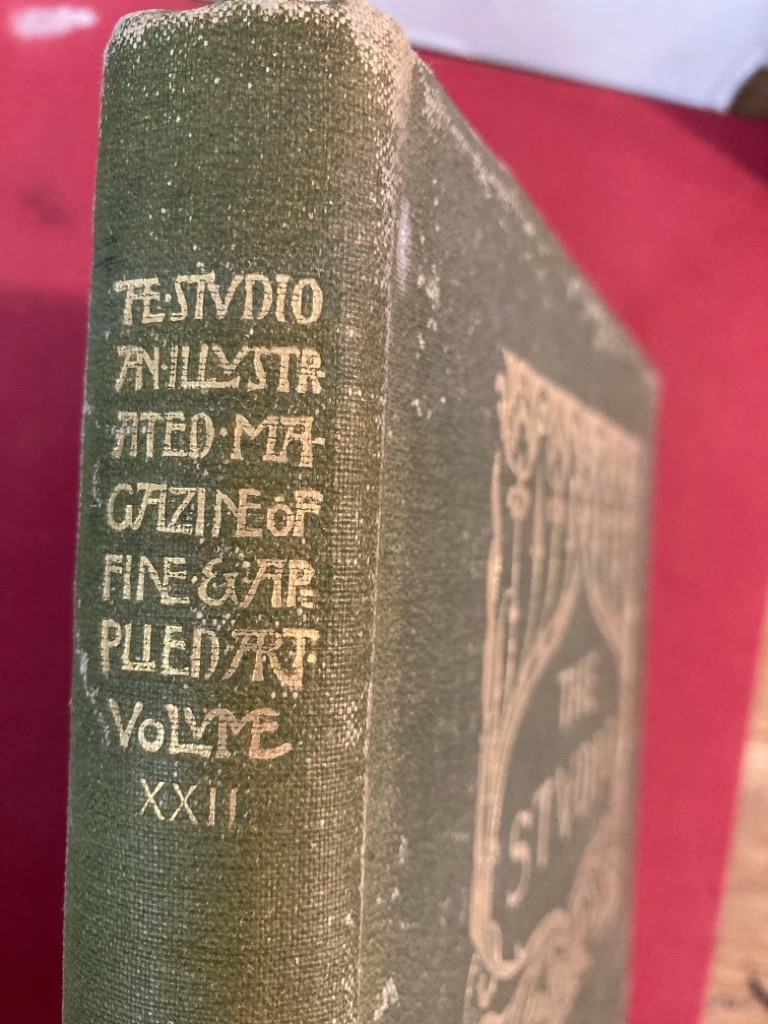 THE·STVDIO
AN·ILLVSTR
ATED·MA-
GAZINE OF
FINE·&·AP-
PLIED ART·
VOLVME
XXII
THE
STVDIO